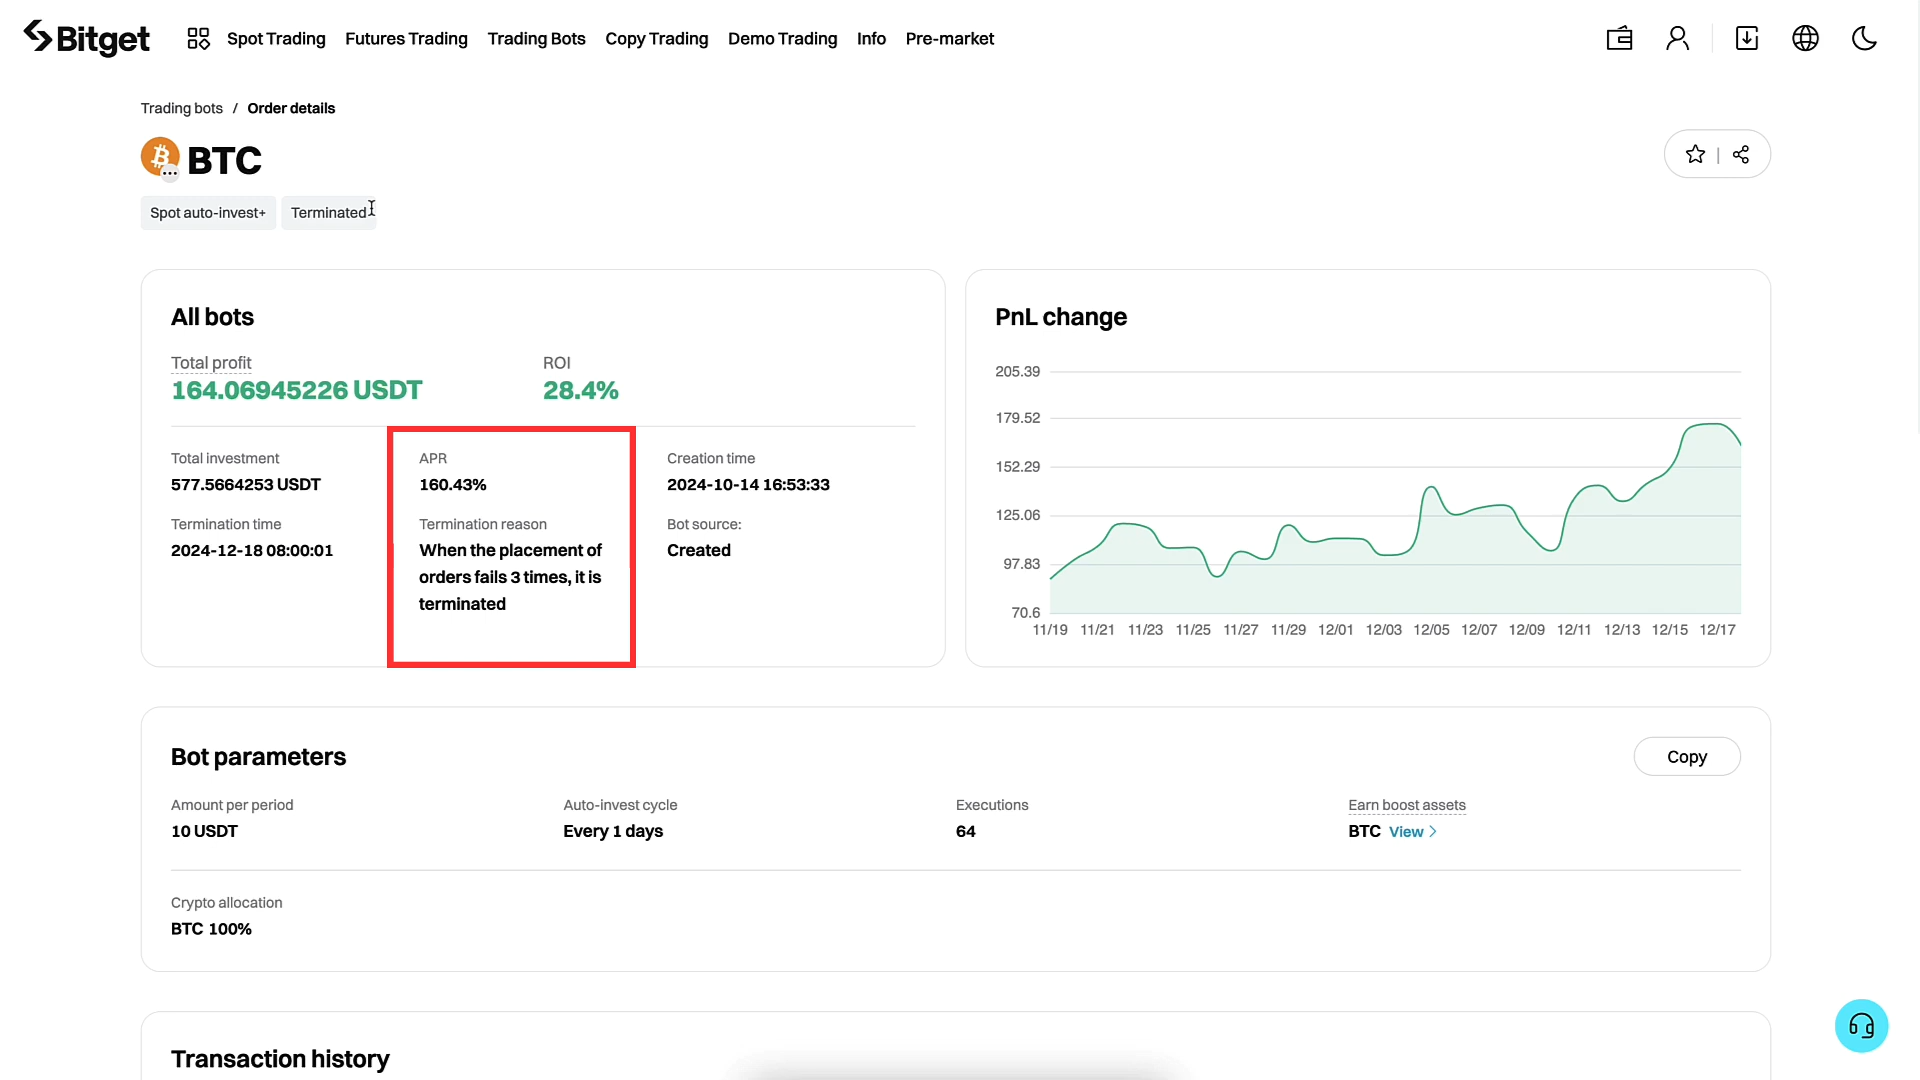 Bitget
Spot Trading
Futures Trading
Trading Bots
Copy Trading
Demo Trading
Info
Pre-market
Trading bots / Order details
BTC
Spot auto-invest+
Terminated
All bots
Total profit
164.06945226 USDT
ROI
28.4%
Total investment
577.5664253 USDT
APR
160.43%
Creation time
2024-10-14 16:53:33
Termination time
2024-12-18 08:00:01
Termination reason
When the placement of
orders fails 3 times, it is
terminated
Bot source:
Created
PnL change
205.39
179.52
152.29
125.06
97.83
70.6
11/19 11/21 11/23 11/25 11/27 11/29 12/01 12/03 12/05 12/07 12/09 12/11 12/13 12/15 12/17
Bot parameters
Copy
Amount per period
10 USDT
Auto-invest cycle
Every 1 days
Executions
64
Earn boost assets
BTC View
Crypto allocation
BTC 100%
Transaction history